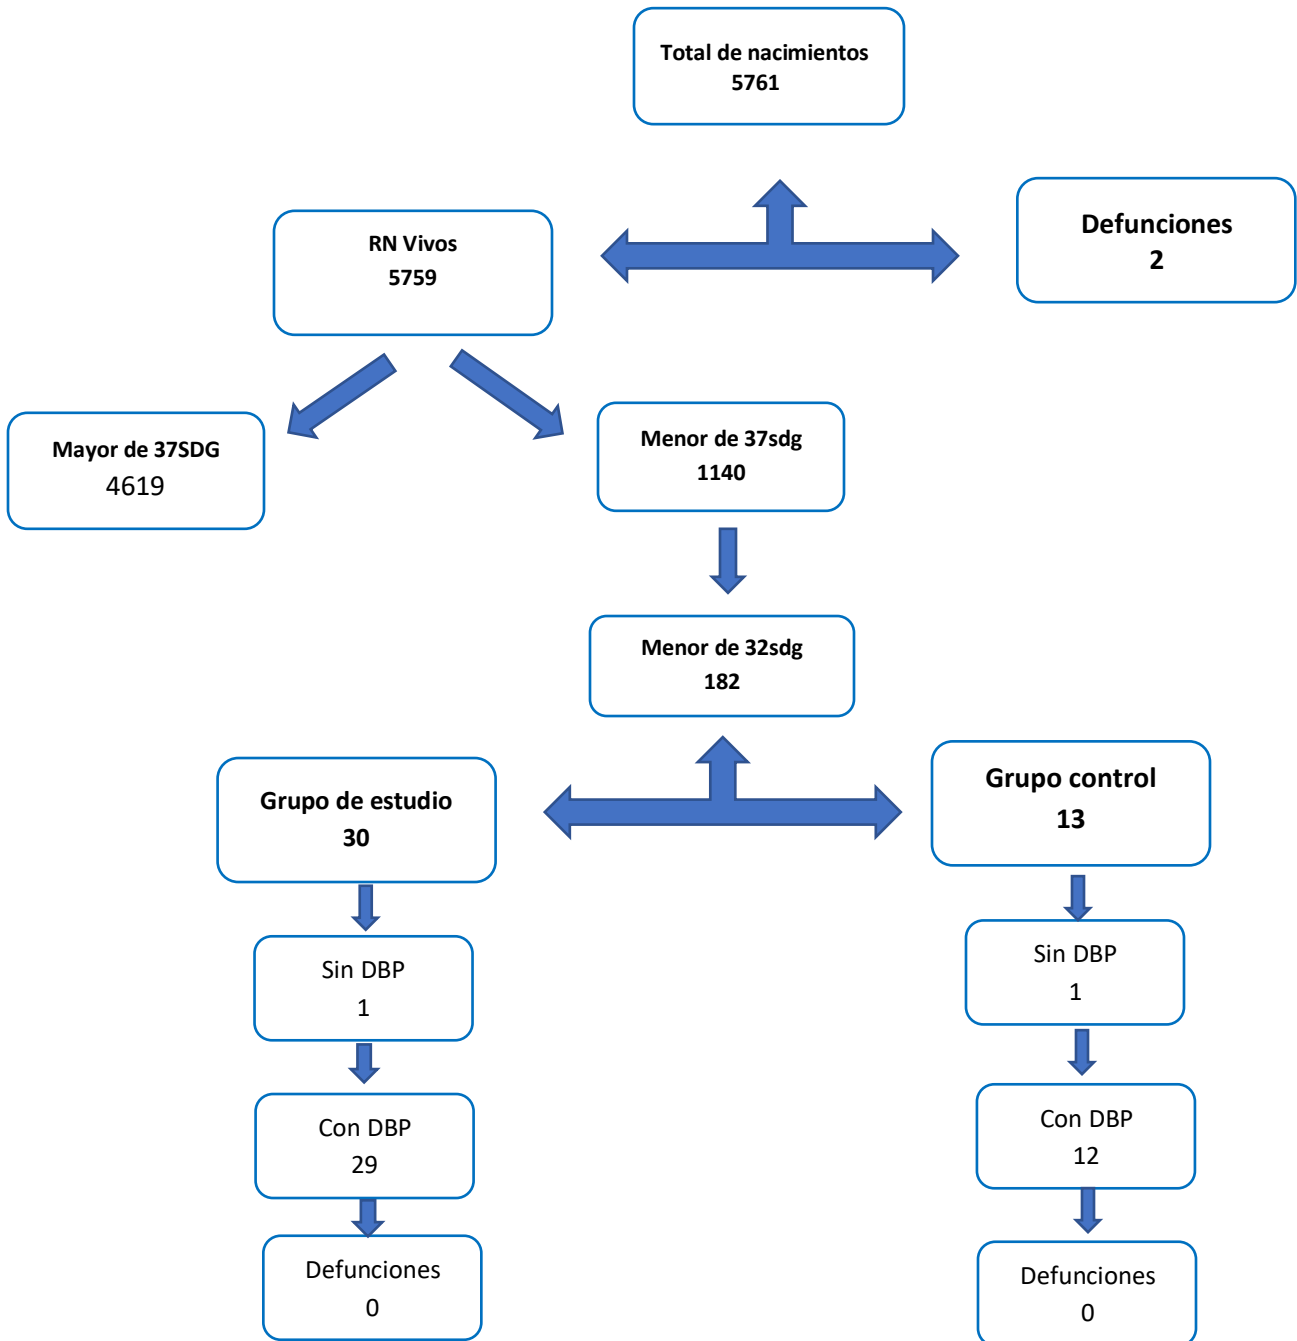 Total de nacimientos
5761
RN Vivos
5759
Defunciones
2
Mayor de 37SDG
4619
Menor de 37sdg
1140
Menor de 32sdg
182
Grupo de estudio
30
Grupo control
13
Sin DBP
1
Sin DBP
1
Con DBP
29
Con DBP
12
Defunciones
0
Defunciones
0